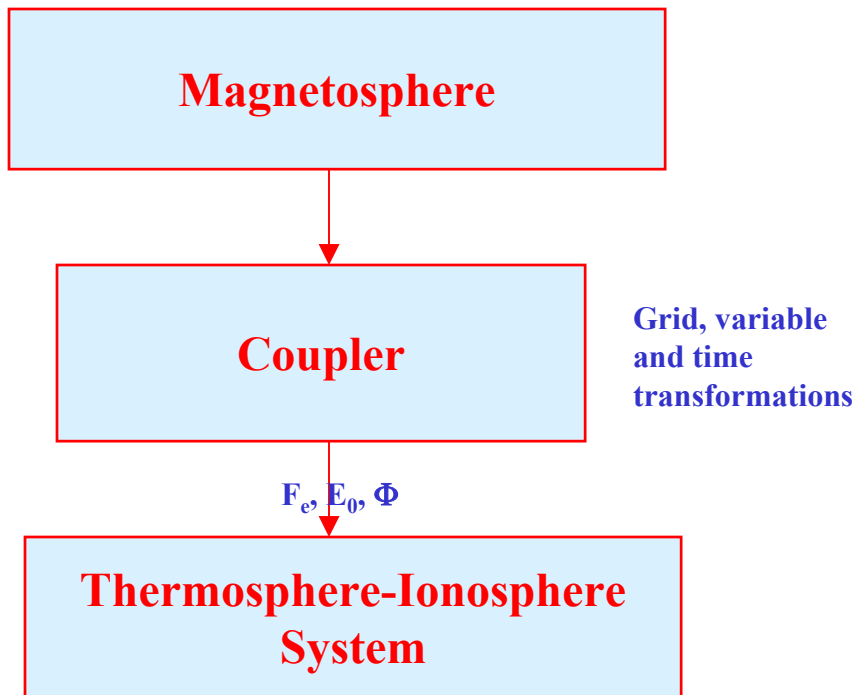 Magnetosphere
Coupler
Grid, variable
and time
transformations
Fₑ, E₀, Φ
Thermosphere-Ionosphere
System